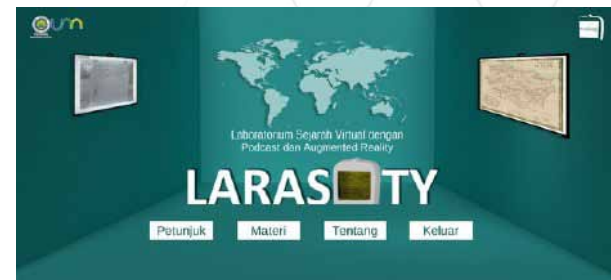 Laboratorium Sejarah Virtual dengan
Podcast dan Augmented Reality
LARAS TY
Petunjuk
Materi
Tentang
Keluar